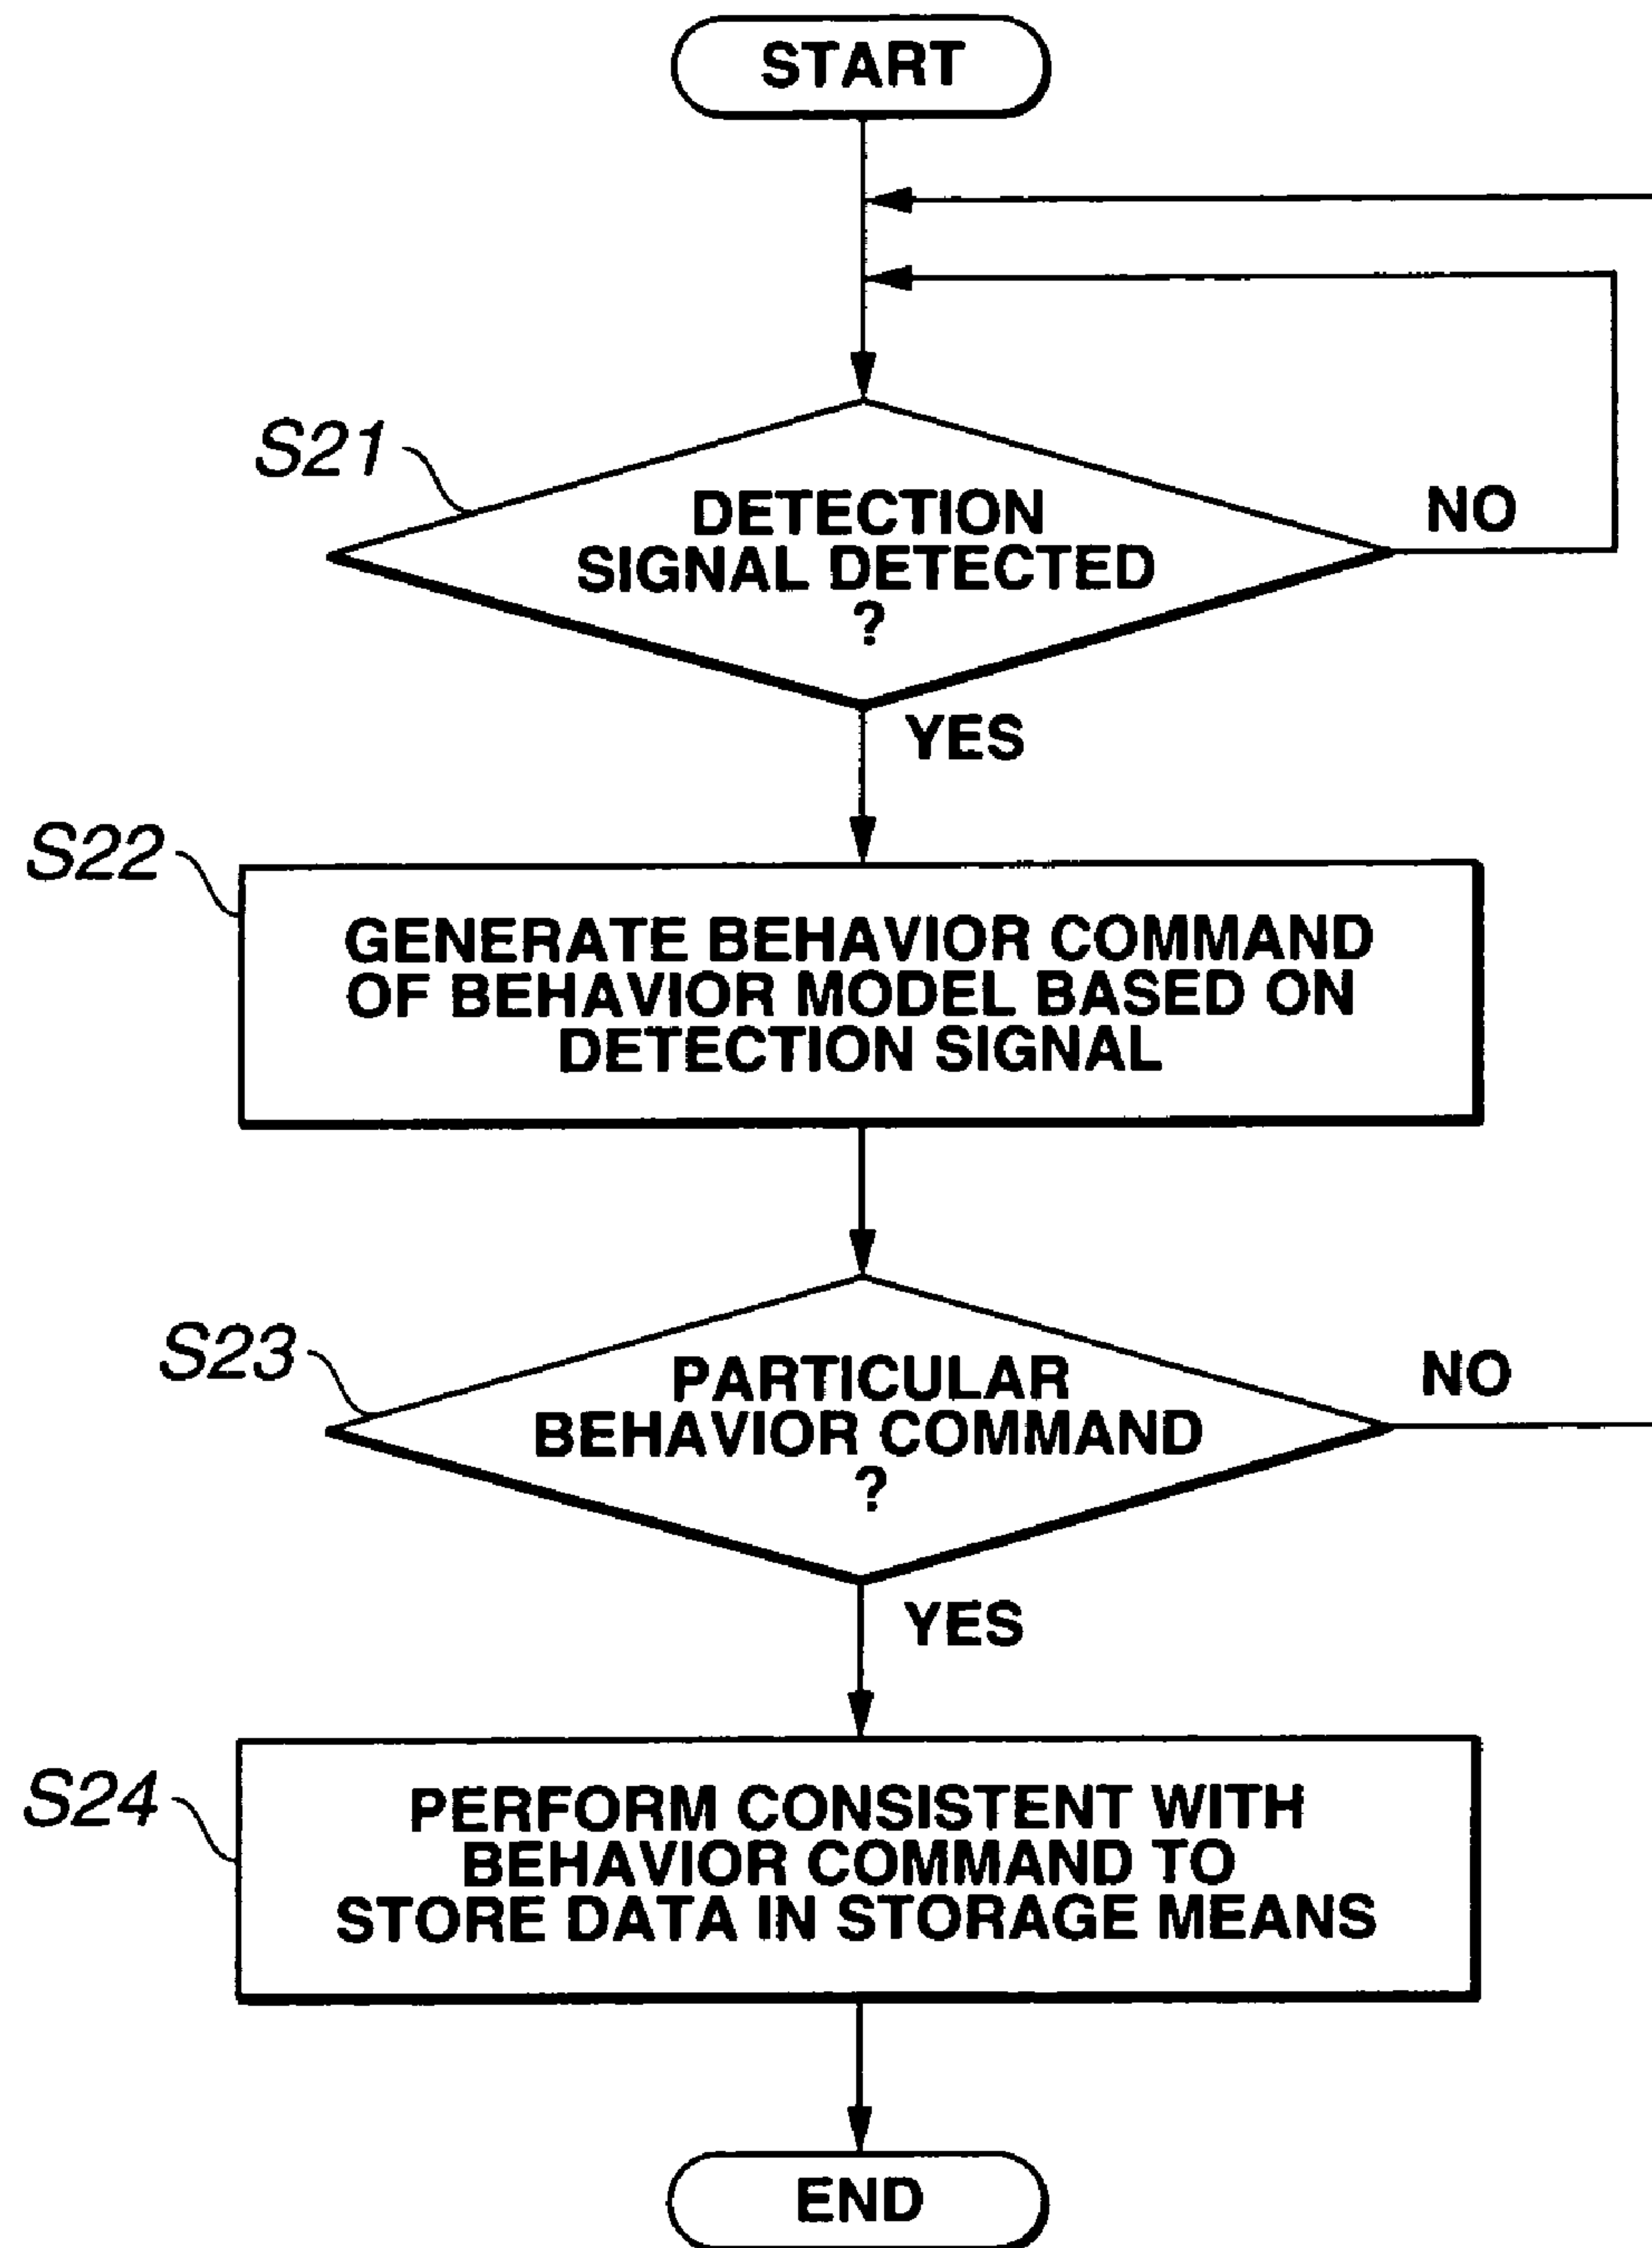 START
S21
DETECTION
SIGNAL DETECTED
?
NO
YES
S22
GENERATE BEHAVIOR COMMAND
OF BEHAVIOR MODEL BASED ON
DETECTION SIGNAL
S23
PARTICULAR
BEHAVIOR COMMAND
?
NO
YES
S24
PERFORM CONSISTENT WITH
BEHAVIOR COMMAND TO
STORE DATA IN STORAGE MEANS
END